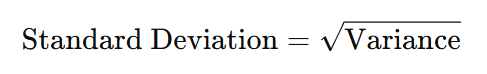 Standard Deviation = √Variance